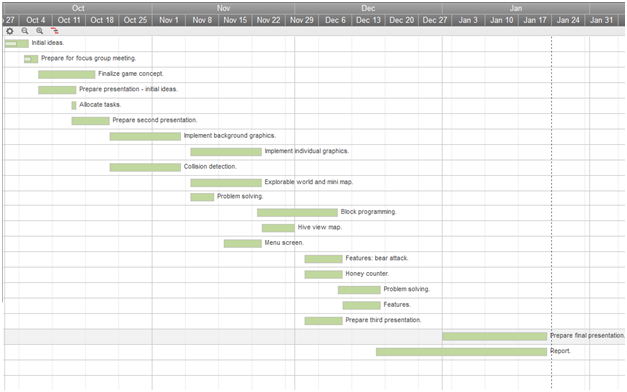 Oct Nov Dec Jan
27 Oct 4 Oct 11 Oct 18 Oct 25 Nov 1 Nov 8 Nov 15 Nov 22 Nov 29 Dec 6 Dec 13 Dec 20 Dec 27 Jan 3 Jan 10 Jan 17 Jan 24 Jan 31
Initial ideas.
Prepare for focus group meeting.
Finalize game concept.
Prepare presentation - initial ideas.
Allocate tasks.
Prepare second presentation.
Implement background graphics.
Implement individual graphics.
Collision detection.
Explorable world and mini map.
Problem solving.
Block programming.
Hive view map.
Menu screen.
Features: bear attack.
Honey counter.
Problem solving.
Features.
Prepare third presentation.
Prepare final presentation.
Report.